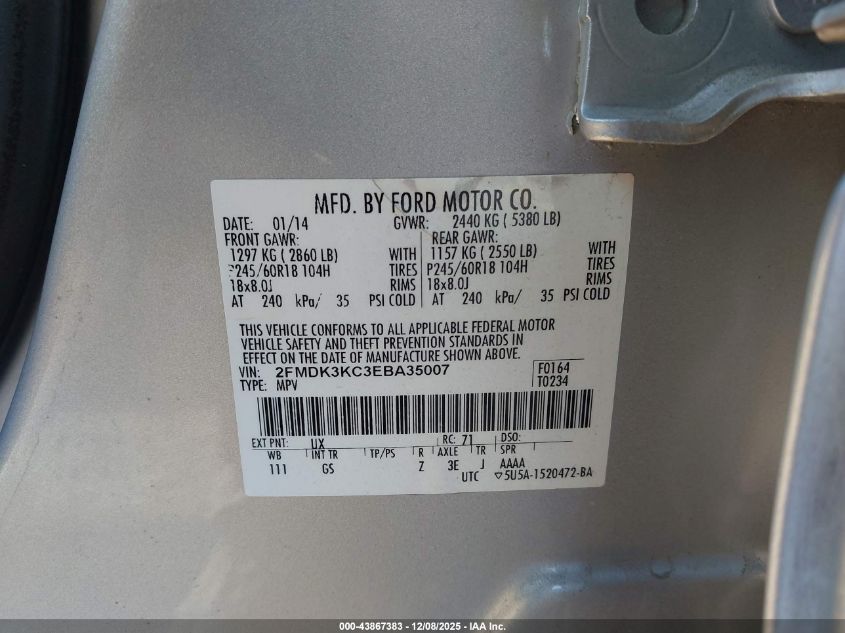 MFD. BY FORD MOTOR CO.
DATE: 01/14 GVWR: 2440 KG ( 5380 LB)
FRONT GAWR: REAR GAWR:
1297 KG ( 2860 LB) WITH 1157 KG ( 2550 LB) WITH
P245/60R18 104H TIRES P245/60R18 104H TIRES
18x8.0J RIMS 18x8.0J RIMS
AT 240 kPa/ 35 PSI COLD AT 240 kPa/ 35 PSI COLD
THIS VEHICLE CONFORMS TO ALL APPLICABLE FEDERAL MOTOR
VEHICLE SAFETY AND THEFT PREVENTION STANDARDS IN
EFFECT ON THE DATE OF MANUFACTURE SHOWN ABOVE.
VIN: 2FMDK3KC3EBA35007 F0164
TYPE: MPV T0234
EXT PNT: UX RC: 71 DSO:
WB INT TR TP/PS R AXLE TR SPR
111 GS Z 3E J AAAA
UTC ▽5U5A-1520472-BA
000-43867383 - 12/08/2025 - IAA Inc.